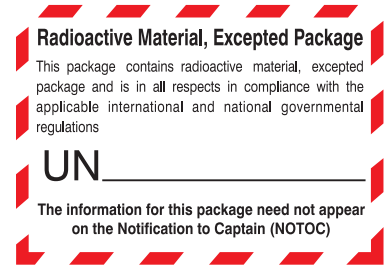 Radioactive Material, Excepted Package
This package contains radioactive material, excepted
package and is in all respects in compliance with the
applicable international and national governmental
regulations
UN
The information for this package need not appear
on the Notification to Captain (NOTOC)